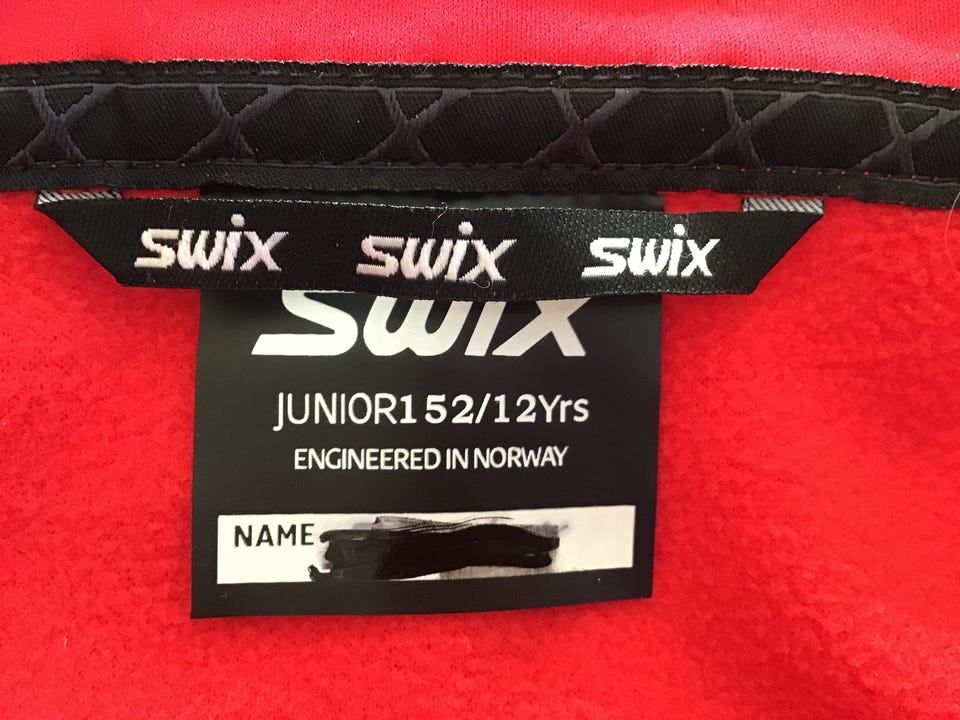 swix swix swix
swix
JUNIOR152/12Yrs
ENGINEERED IN NORWAY
NAME